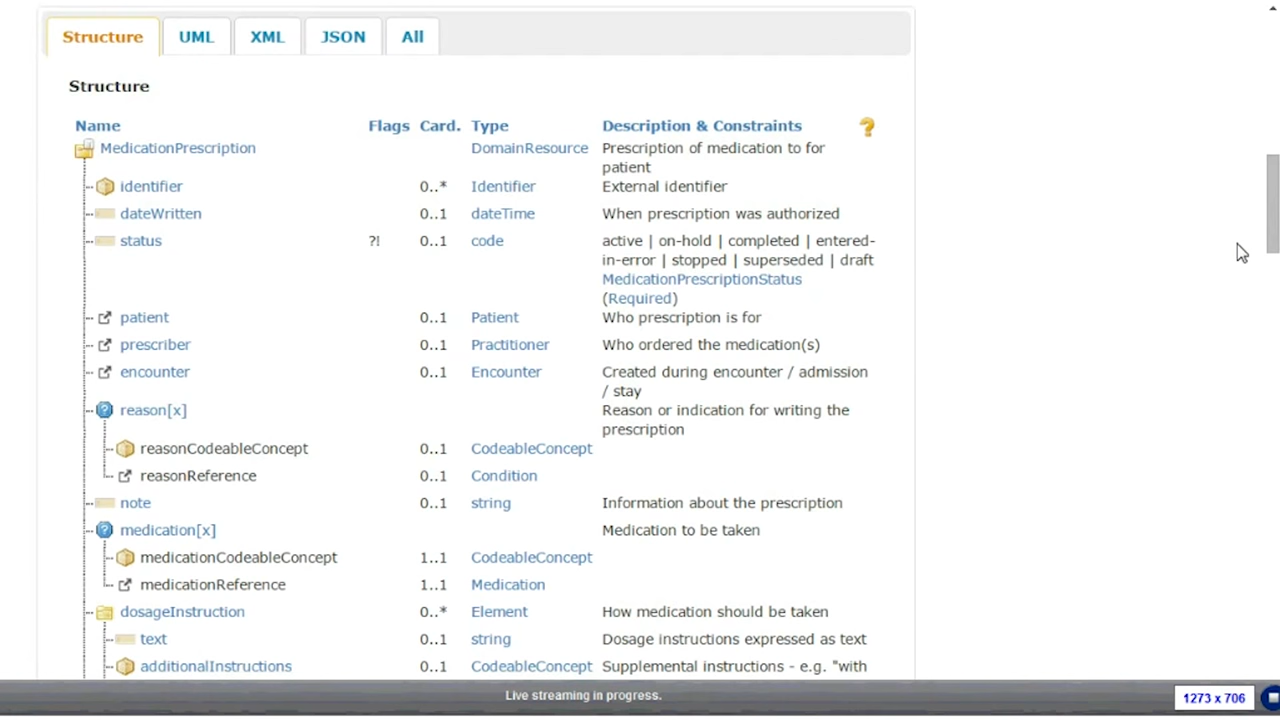 Structure UML XML JSON All
Structure
Name Flags Card. Type Description & Constraints
MedicationPrescription DomainResource Prescription of medication to for
patient
identifier 0..* Identifier External identifier
dateWritten 0..1 dateTime When prescription was authorized
status ?! 0..1 code active | on-hold | completed | entered-
in-error | stopped | superseded | draft
MedicationPrescriptionStatus
(Required)
patient 0..1 Patient Who prescription is for
prescriber 0..1 Practitioner Who ordered the medication(s)
encounter 0..1 Encounter Created during encounter / admission
/ stay
reason[x] Reason or indication for writing the
prescription
reasonCodeableConcept 0..1 CodeableConcept
reasonReference 0..1 Condition
note 0..1 string Information about the prescription
medication[x] Medication to be taken
medicationCodeableConcept 1..1 CodeableConcept
medicationReference 1..1 Medication
dosageInstruction 0..* Element How medication should be taken
text 0..1 string Dosage instructions expressed as text
additionalInstructions 0..1 CodeableConcept Supplemental instructions - e.g. "with
Live streaming in progress.
1273 x 706